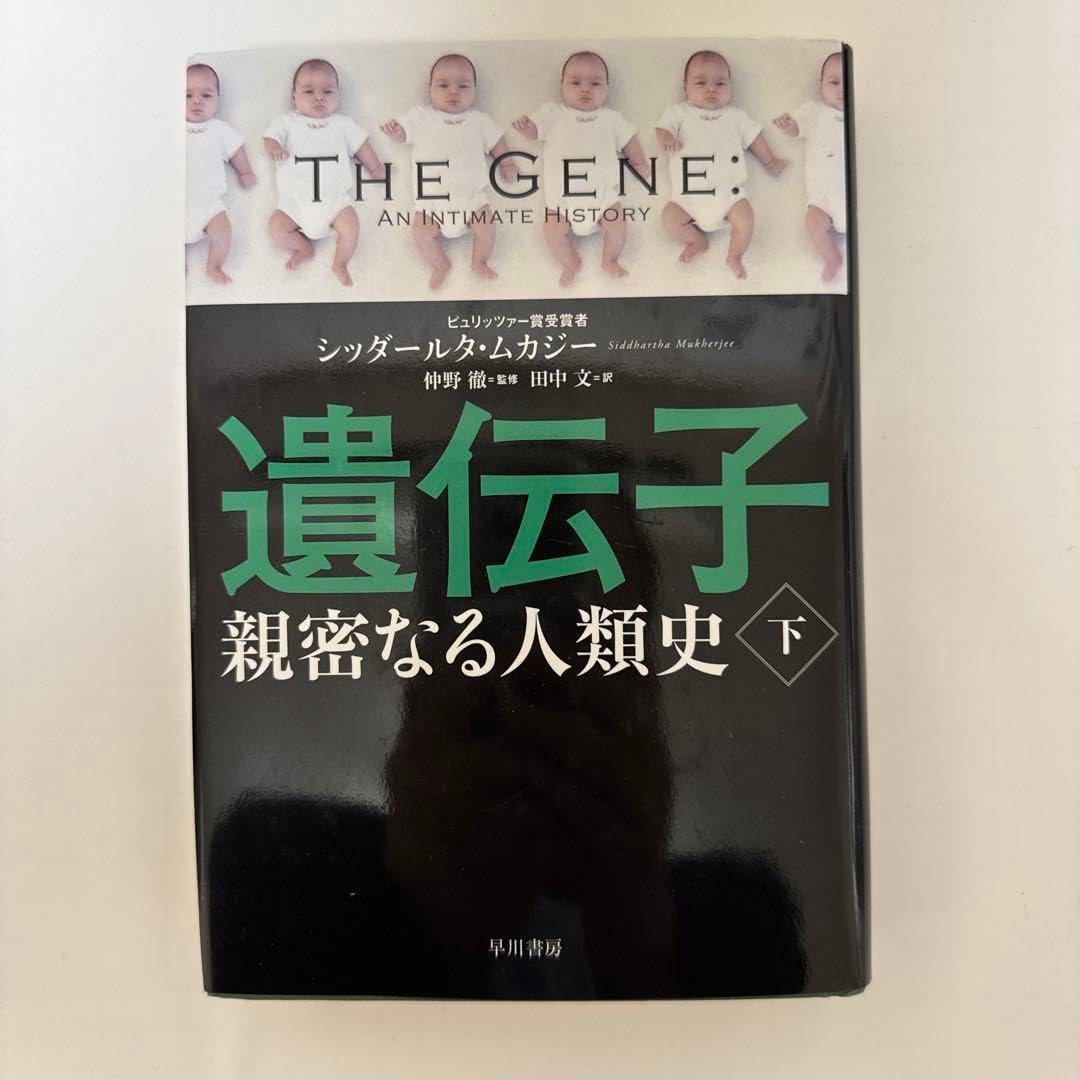 THE GENE:
AN INTIMATE HISTORY
ピュリッツァー賞受賞者
シッダールタ・ムカジー Siddhartha Mukherjee
仲野 徹=監修 田中 文=訳
遺伝子
親密なる人類史 下
早川書房